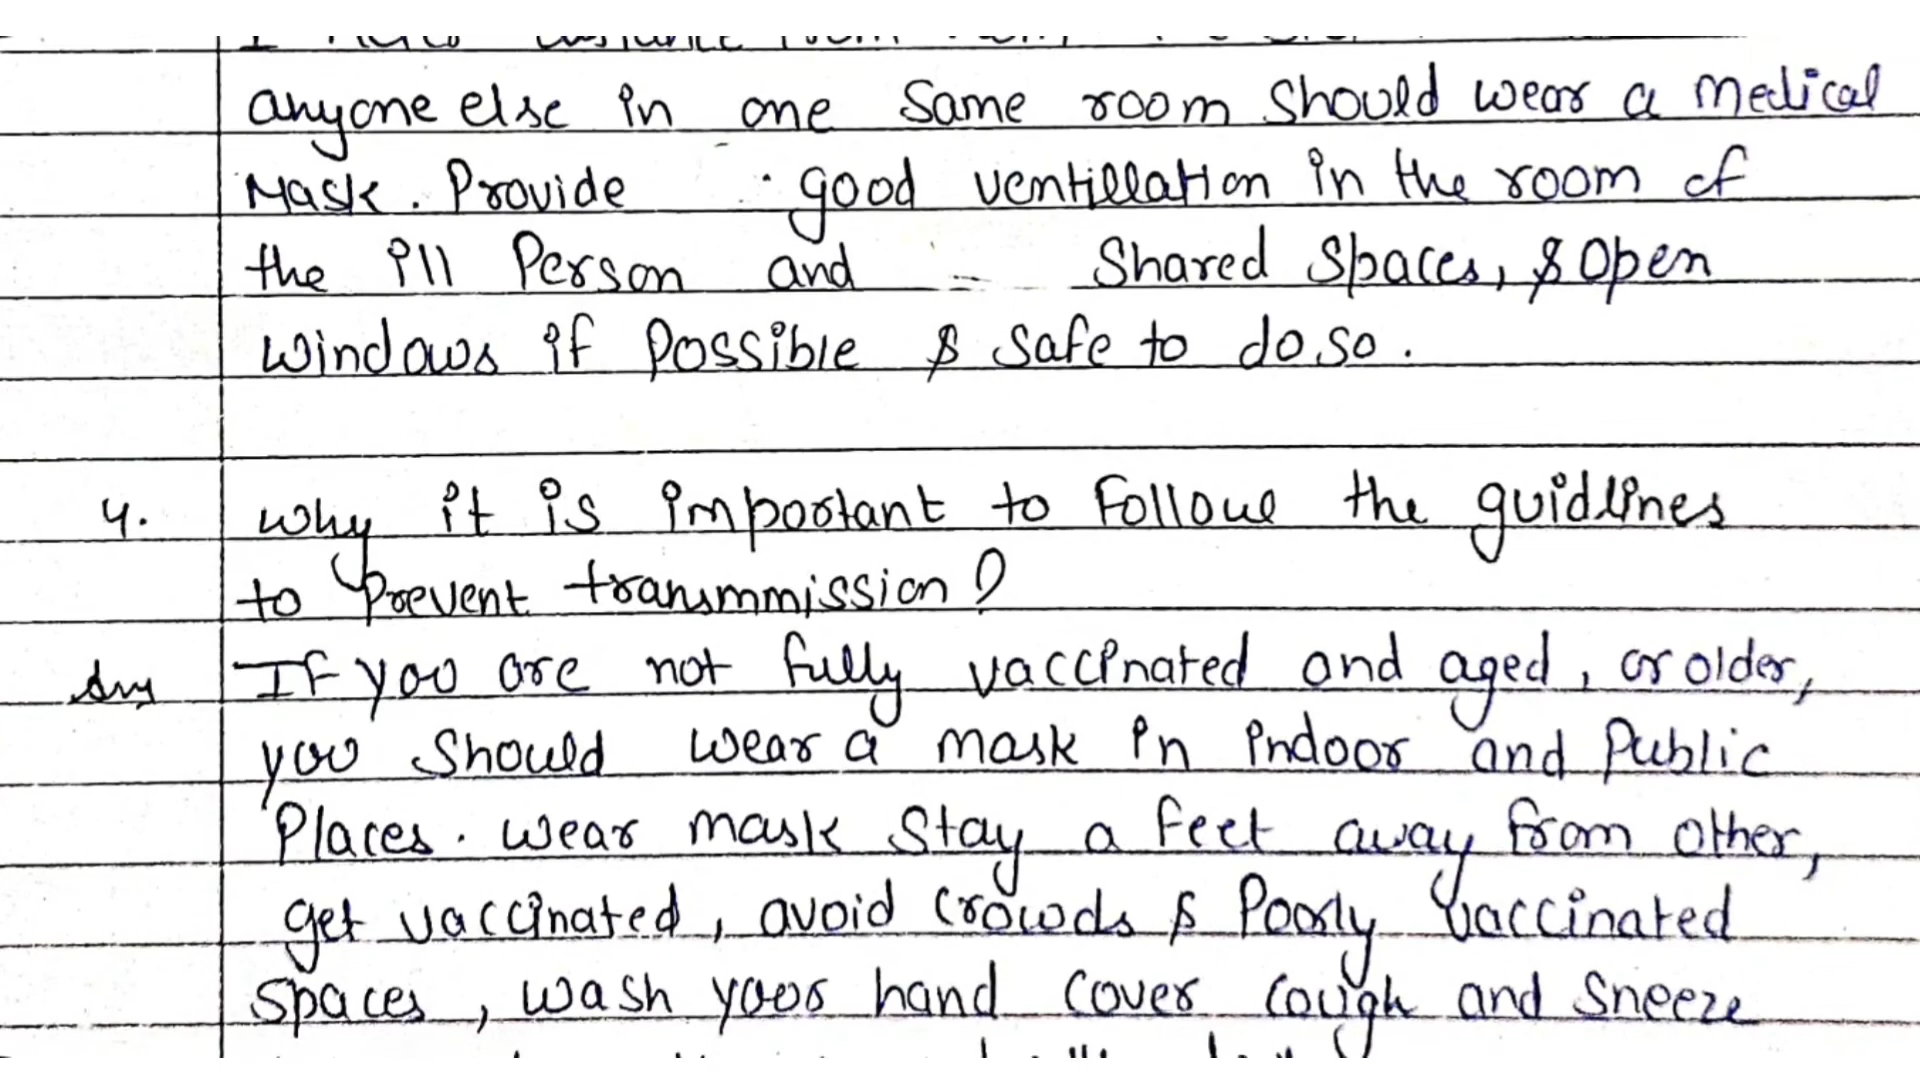 anyone else in one same room should wear a medical
Mask. Provide good ventillation in the room of
the ill Person and shared spaces, & open
windows if possible & safe to do so.
4. why it is important to follow the guidlines
to prevent transmmission?
Ans If you are not fully vaccinated and aged, or older,
you should wear a mask in indoor and public
places. wear mask stay a feet away from other,
get vaccinated, avoid crowds & poorly vaccinated
spaces, wash your hand cover cough and sneeze